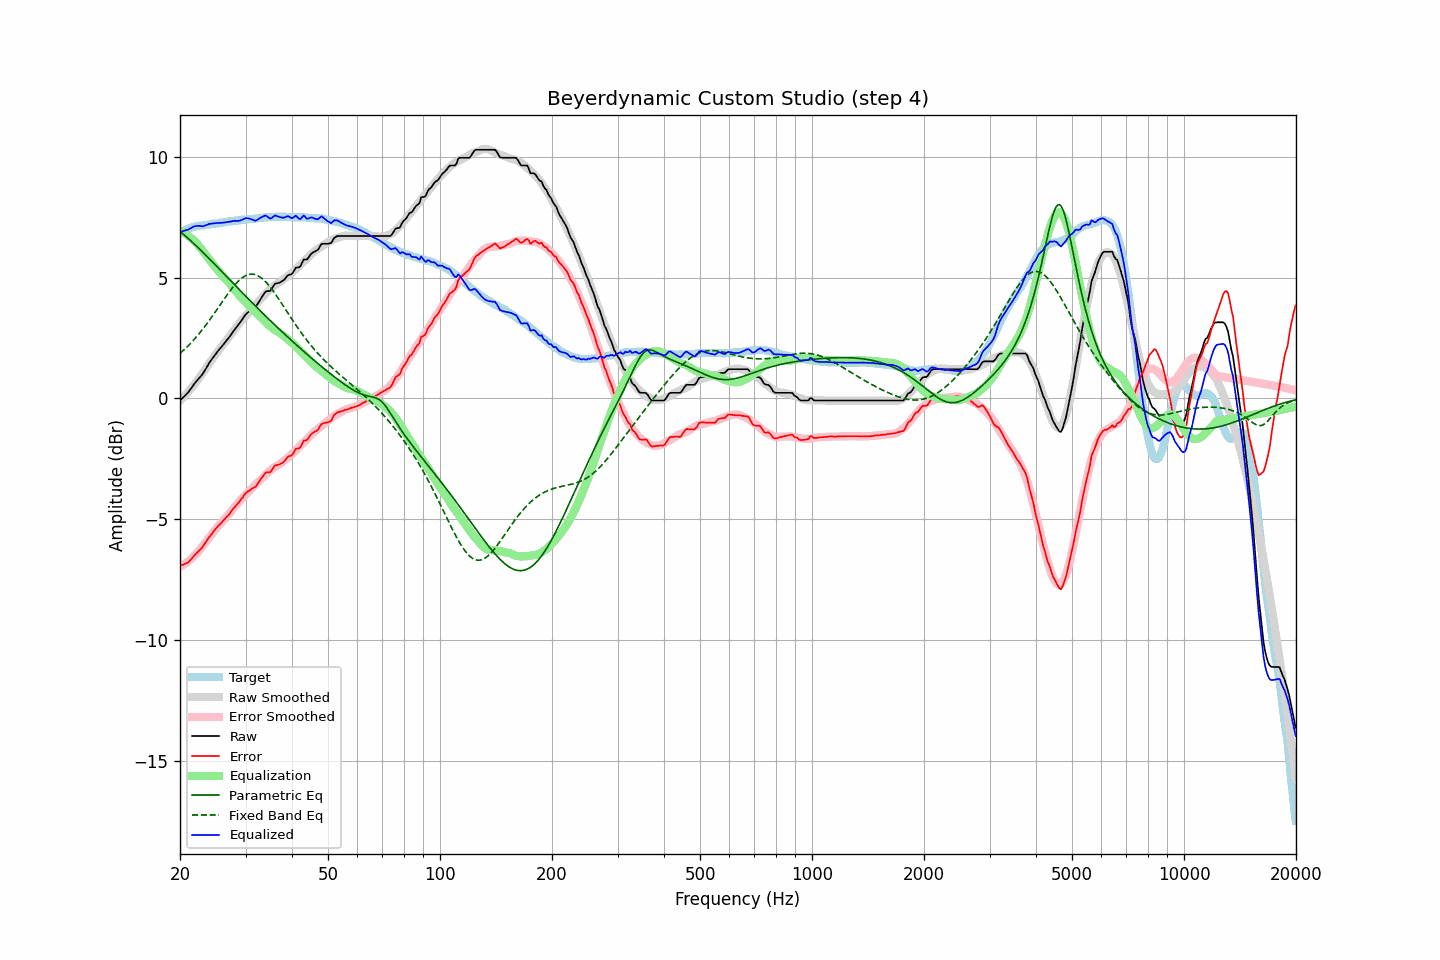 Beyerdynamic Custom Studio (step 4)
Amplitude (dBr)
10
5
0
−5
−10
−15
Target
Raw Smoothed
Error Smoothed
Raw
Error
Equalization
Parametric Eq
Fixed Band Eq
Equalized
20 50 100 200 500 1000 2000 5000 10000 20000
Frequency (Hz)